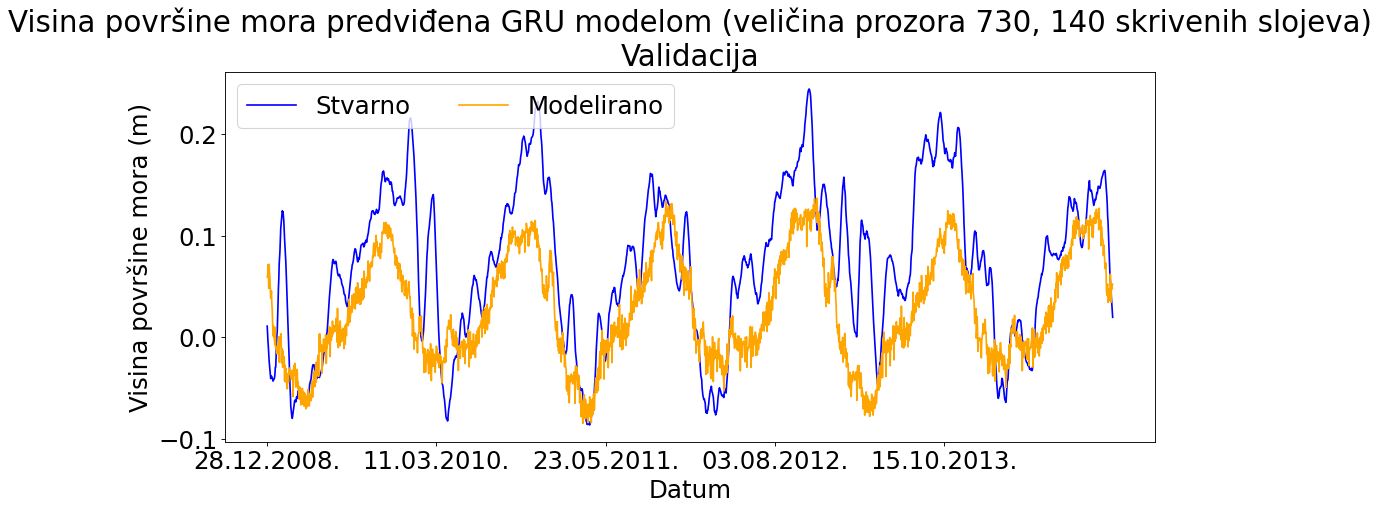 Visina površine mora predviđena GRU modelom (veličina prozora 730, 140 skrivenih slojeva)
Validacija
Stvarno
Modelirano
Visina površine mora (m)
0.2
0.1
0.0
−0.1
28.12.2008.
11.03.2010.
23.05.2011.
03.08.2012.
15.10.2013.
Datum